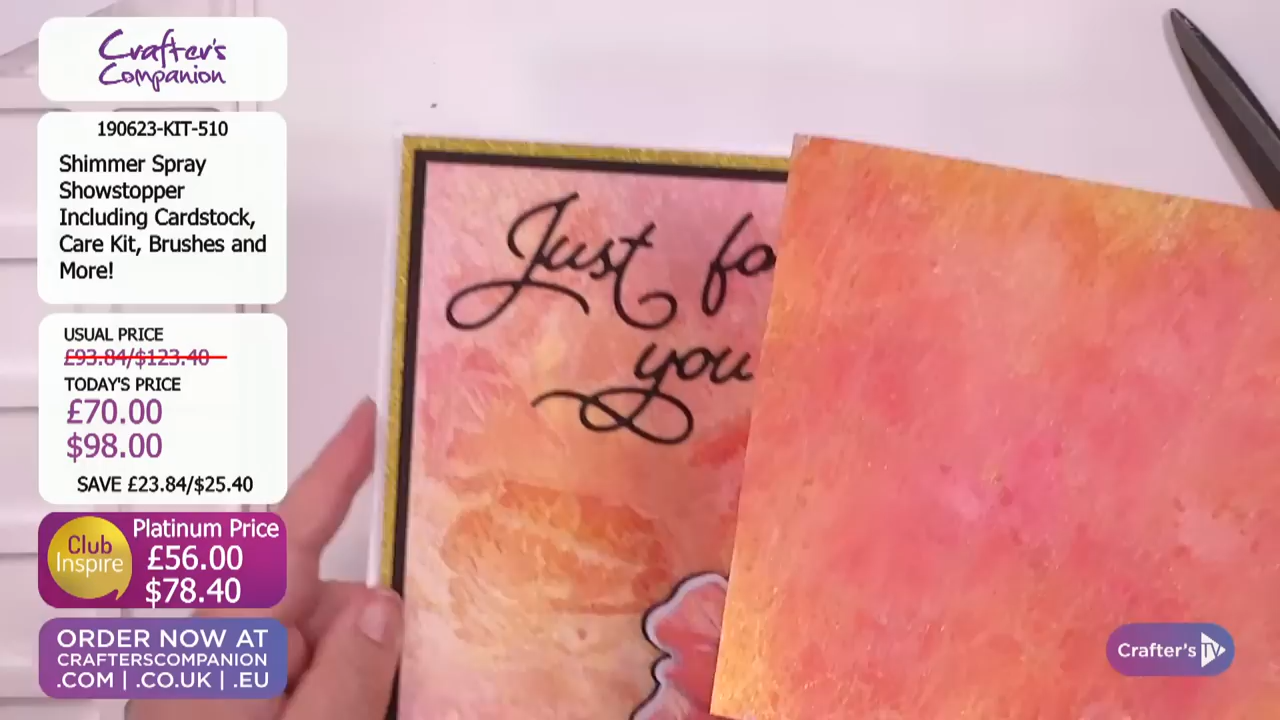 Crafter's
Companion
190623-KIT-510
Shimmer Spray
Showstopper
Including Cardstock,
Care Kit, Brushes and
More!
USUAL PRICE
£93.84/$123.40
TODAY'S PRICE
£70.00
$98.00
SAVE £23.84/$25.40
Club
Inspire
Platinum Price
£56.00
$78.40
ORDER NOW AT
CRAFTERSCOMPANION
.COM | .CO.UK | .EU
Just fo
you
Crafter's TV